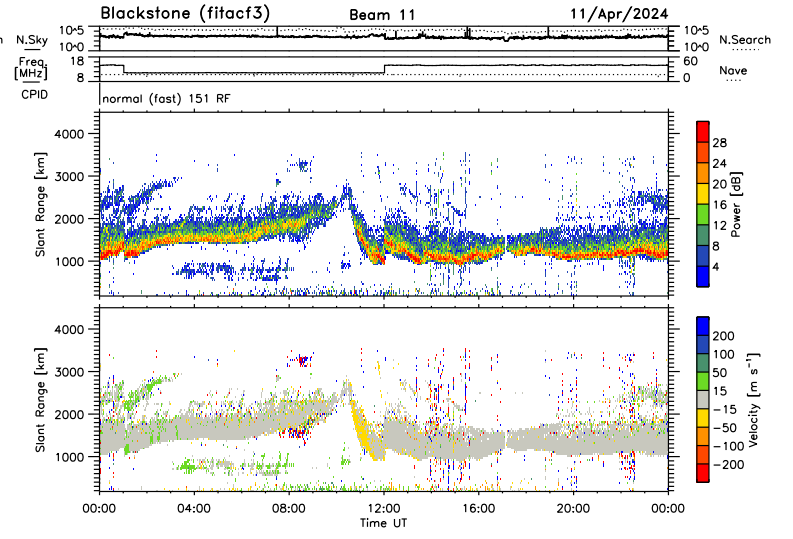 Blackstone (fitacf3) Beam 11 11/Apr/2024
n N.Sky 10^5 10^5 N.Search
10^0 10^0
Freq. 18 60 Nave
[MHz] 8 0
CPID normal (fast) 151 RF
4000
3000
2000
1000
Slant Range [km]
28
24
20
16
12
8
4
Power [dB]
4000
3000
2000
1000
Slant Range [km]
200
100
50
15
-15
-50
-100
-200
Velocity [m s⁻¹]
00:00 04:00 08:00 12:00 16:00 20:00 00:00
Time UT